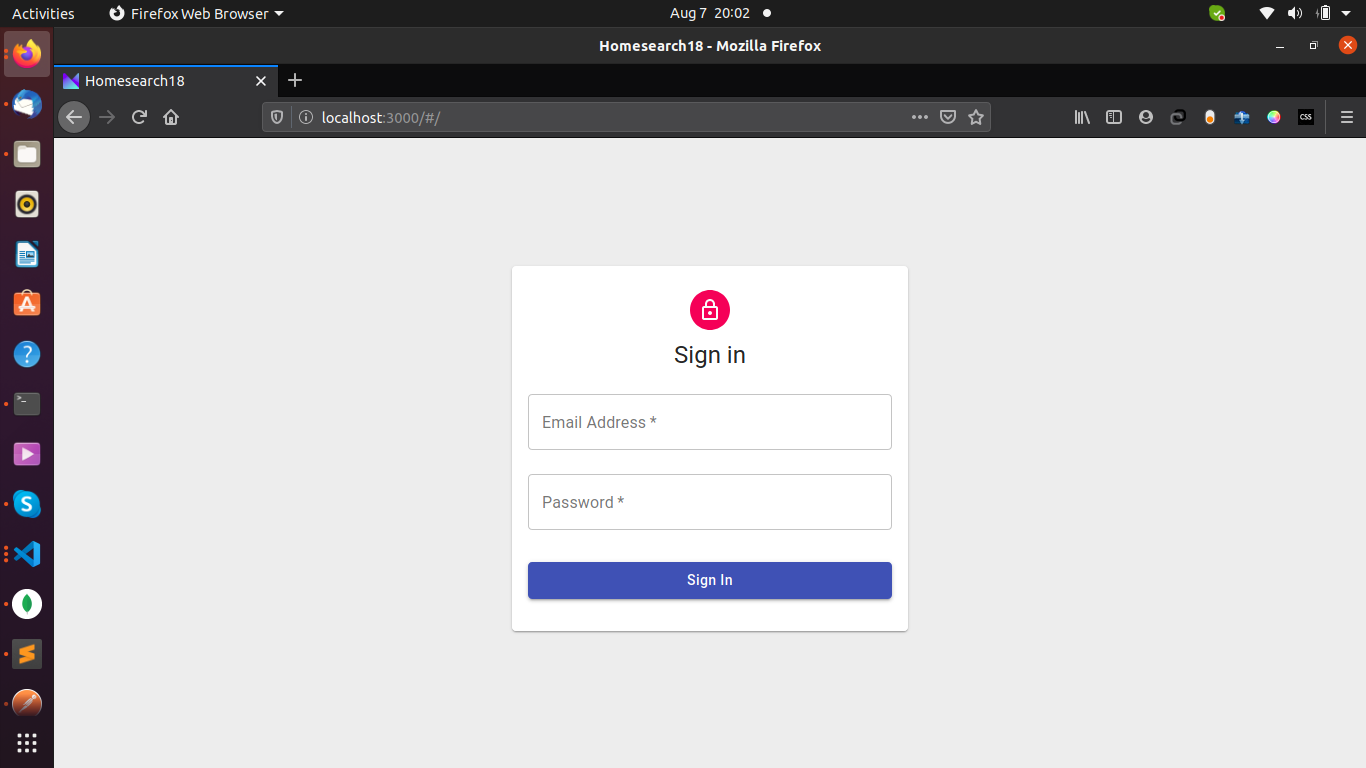 Activities
Firefox Web Browser
Aug 7 20:02
Homesearch18 - Mozilla Firefox
Homesearch18
localhost:3000/#/
CSS
Sign in
Email Address *
Password *
Sign In